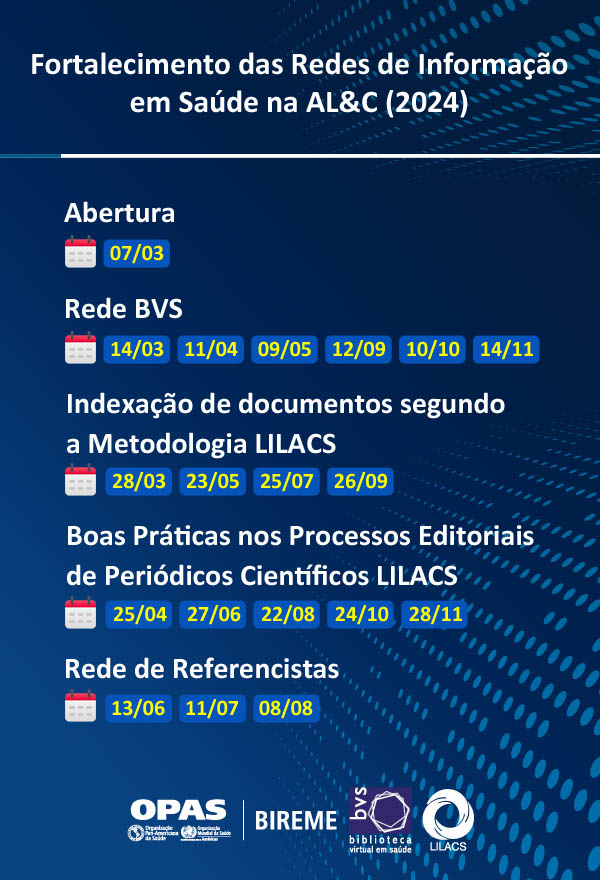 Fortalecimento das Redes de Informação
em Saúde na AL&C (2024)
Abertura
07/03
Rede BVS
14/03 11/04 09/05 12/09 10/10 14/11
Indexação de documentos segundo
a Metodologia LILACS
28/03 23/05 25/07 26/09
Boas Práticas nos Processos Editoriais
de Periódicos Científicos LILACS
25/04 27/06 22/08 24/10 28/11
Rede de Referencistas
13/06 11/07 08/08
OPAS
Organização
Pan-Americana
da Saúde
Organização
Mundial da Saúde
BIREME
bvs
biblioteca
virtual em saúde
LILACS